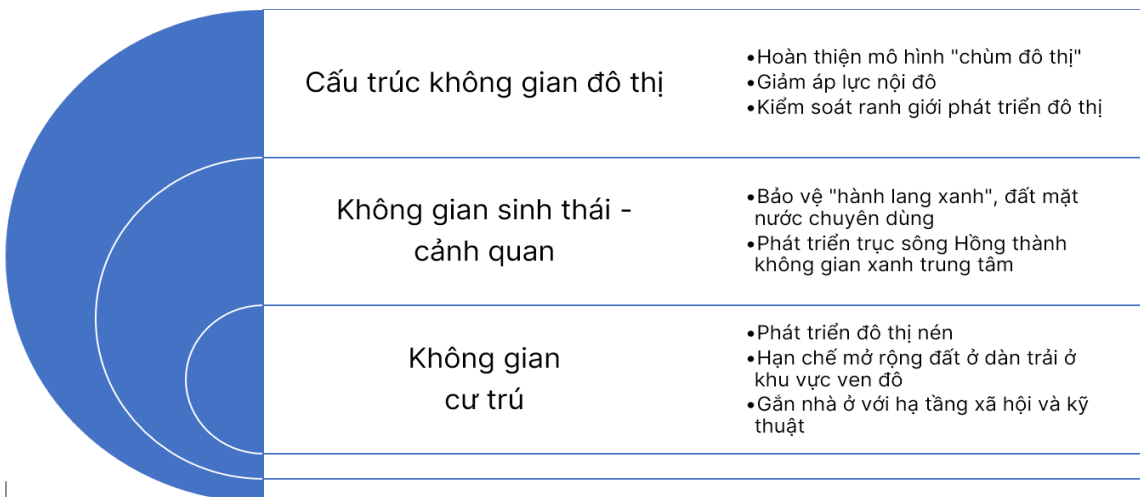 Cấu trúc không gian đô thị
•Hoàn thiện mô hình "chùm đô thị"
•Giảm áp lực nội đô
•Kiểm soát ranh giới phát triển đô thị
Không gian sinh thái -
cảnh quan
•Bảo vệ "hành lang xanh", đất mặt
nước chuyên dùng
•Phát triển trục sông Hồng thành
không gian xanh trung tâm
Không gian
cư trú
•Phát triển đô thị nén
•Hạn chế mở rộng đất ở dàn trải ở
khu vực ven đô
•Gắn nhà ở với hạ tầng xã hội và kỹ
thuật